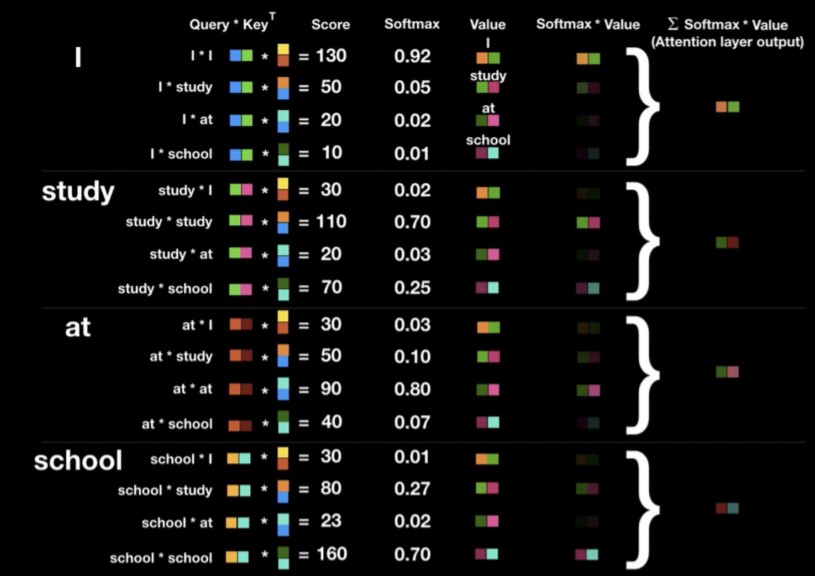 Query * Key^T Score Softmax Value Softmax * Value Σ Softmax * Value
(Attention layer output)
I
I * I * = 130 0.92 I
I * study * = 50 0.05 study
I * at * = 20 0.02 at
I * school * = 10 0.01 school
study
study * I * = 30 0.02
study * study * = 110 0.70
study * at * = 20 0.03
study * school * = 70 0.25
at
at * I * = 30 0.03
at * study * = 50 0.10
at * at * = 90 0.80
at * school * = 40 0.07
school
school * I * = 30 0.01
school * study * = 80 0.27
school * at * = 23 0.02
school * school * = 160 0.70